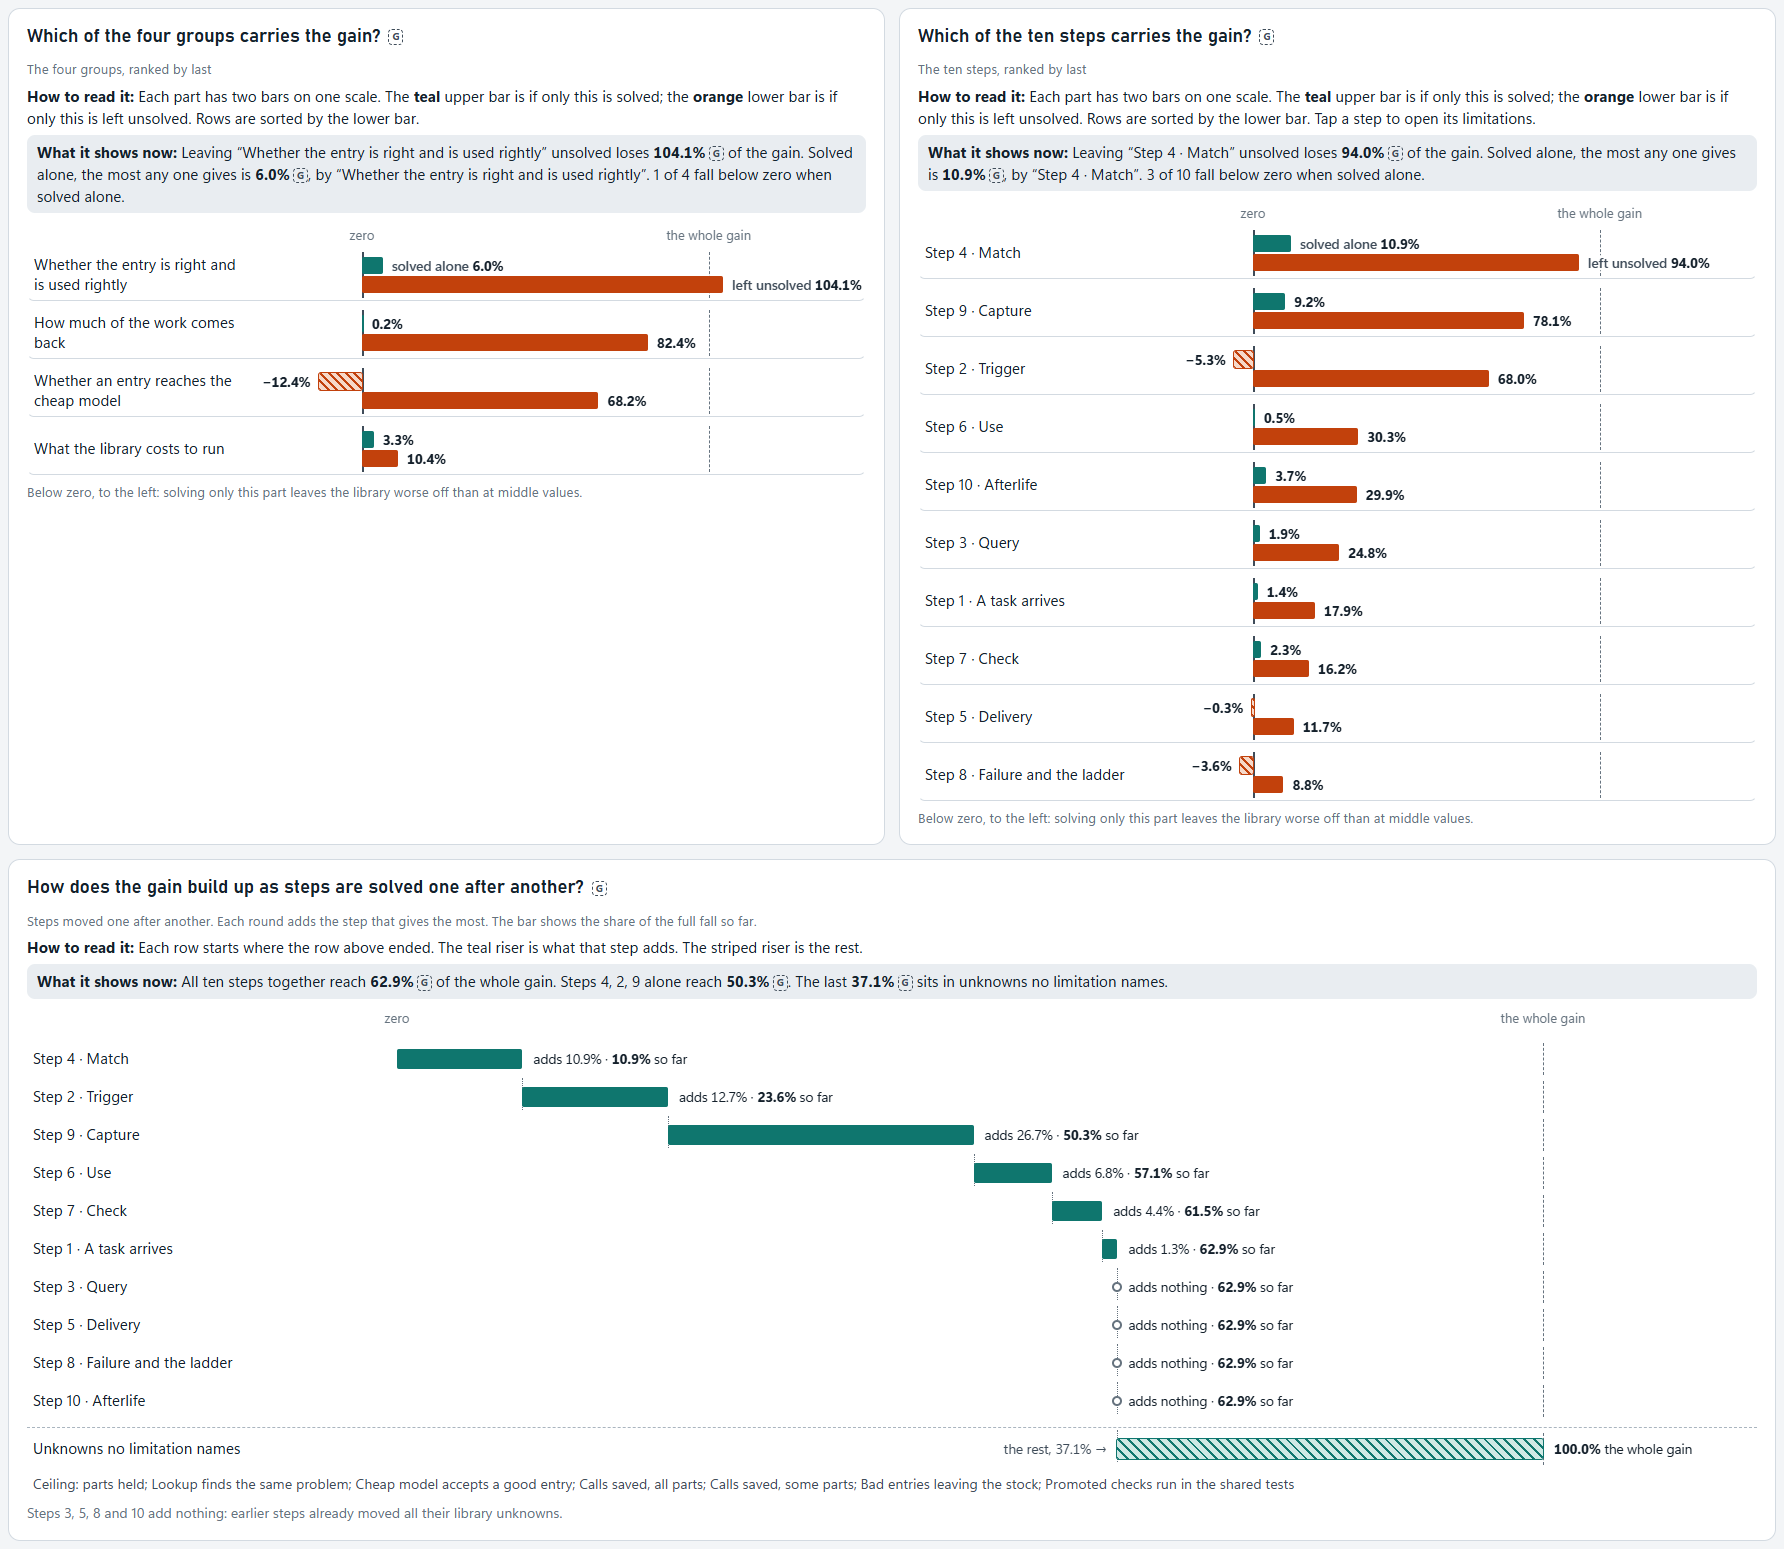 Which of the four groups carries the gain? G
The four groups, ranked by last
How to read it: Each part has two bars on one scale. The teal upper bar is if only this is solved; the orange lower bar is if
only this is left unsolved. Rows are sorted by the lower bar.
What it shows now: Leaving “Whether the entry is right and is used rightly” unsolved loses 104.1% G of the gain. Solved
alone, the most any one gives is 6.0% G, by “Whether the entry is right and is used rightly”. 1 of 4 fall below zero when
solved alone.
zero the whole gain
Whether the entry is right and
is used rightly
solved alone 6.0%
left unsolved 104.1%
How much of the work comes
back
0.2%
82.4%
Whether an entry reaches the
cheap model
−12.4%
68.2%
What the library costs to run
3.3%
10.4%
Below zero, to the left: solving only this part leaves the library worse off than at middle values.
Which of the ten steps carries the gain? G
The ten steps, ranked by last
How to read it: Each part has two bars on one scale. The teal upper bar is if only this is solved; the orange lower bar is if
only this is left unsolved. Rows are sorted by the lower bar. Tap a step to open its limitations.
What it shows now: Leaving “Step 4 · Match” unsolved loses 94.0% G of the gain. Solved alone, the most any one gives
is 10.9% G, by “Step 4 · Match”. 3 of 10 fall below zero when solved alone.
zero the whole gain
Step 4 · Match
solved alone 10.9%
left unsolved 94.0%
Step 9 · Capture
9.2%
78.1%
Step 2 · Trigger
−5.3%
68.0%
Step 6 · Use
0.5%
30.3%
Step 10 · Afterlife
3.7%
29.9%
Step 3 · Query
1.9%
24.8%
Step 1 · A task arrives
1.4%
17.9%
Step 7 · Check
2.3%
16.2%
Step 5 · Delivery
−0.3%
11.7%
Step 8 · Failure and the ladder
−3.6%
8.8%
Below zero, to the left: solving only this part leaves the library worse off than at middle values.
How does the gain build up as steps are solved one after another? G
Steps moved one after another. Each round adds the step that gives the most. The bar shows the share of the full fall so far.
How to read it: Each row starts where the row above ended. The teal riser is what that step adds. The striped riser is the rest.
What it shows now: All ten steps together reach 62.9% G of the whole gain. Steps 4, 2, 9 alone reach 50.3% G. The last 37.1% G sits in unknowns no limitation names.
zero the whole gain
Step 4 · Match adds 10.9% · 10.9% so far
Step 2 · Trigger adds 12.7% · 23.6% so far
Step 9 · Capture adds 26.7% · 50.3% so far
Step 6 · Use adds 6.8% · 57.1% so far
Step 7 · Check adds 4.4% · 61.5% so far
Step 1 · A task arrives adds 1.3% · 62.9% so far
Step 3 · Query adds nothing · 62.9% so far
Step 5 · Delivery adds nothing · 62.9% so far
Step 8 · Failure and the ladder adds nothing · 62.9% so far
Step 10 · Afterlife adds nothing · 62.9% so far
Unknowns no limitation names the rest, 37.1% → 100.0% the whole gain
Ceiling: parts held; Lookup finds the same problem; Cheap model accepts a good entry; Calls saved, all parts; Calls saved, some parts; Bad entries leaving the stock; Promoted checks run in the shared tests
Steps 3, 5, 8 and 10 add nothing: earlier steps already moved all their library unknowns.